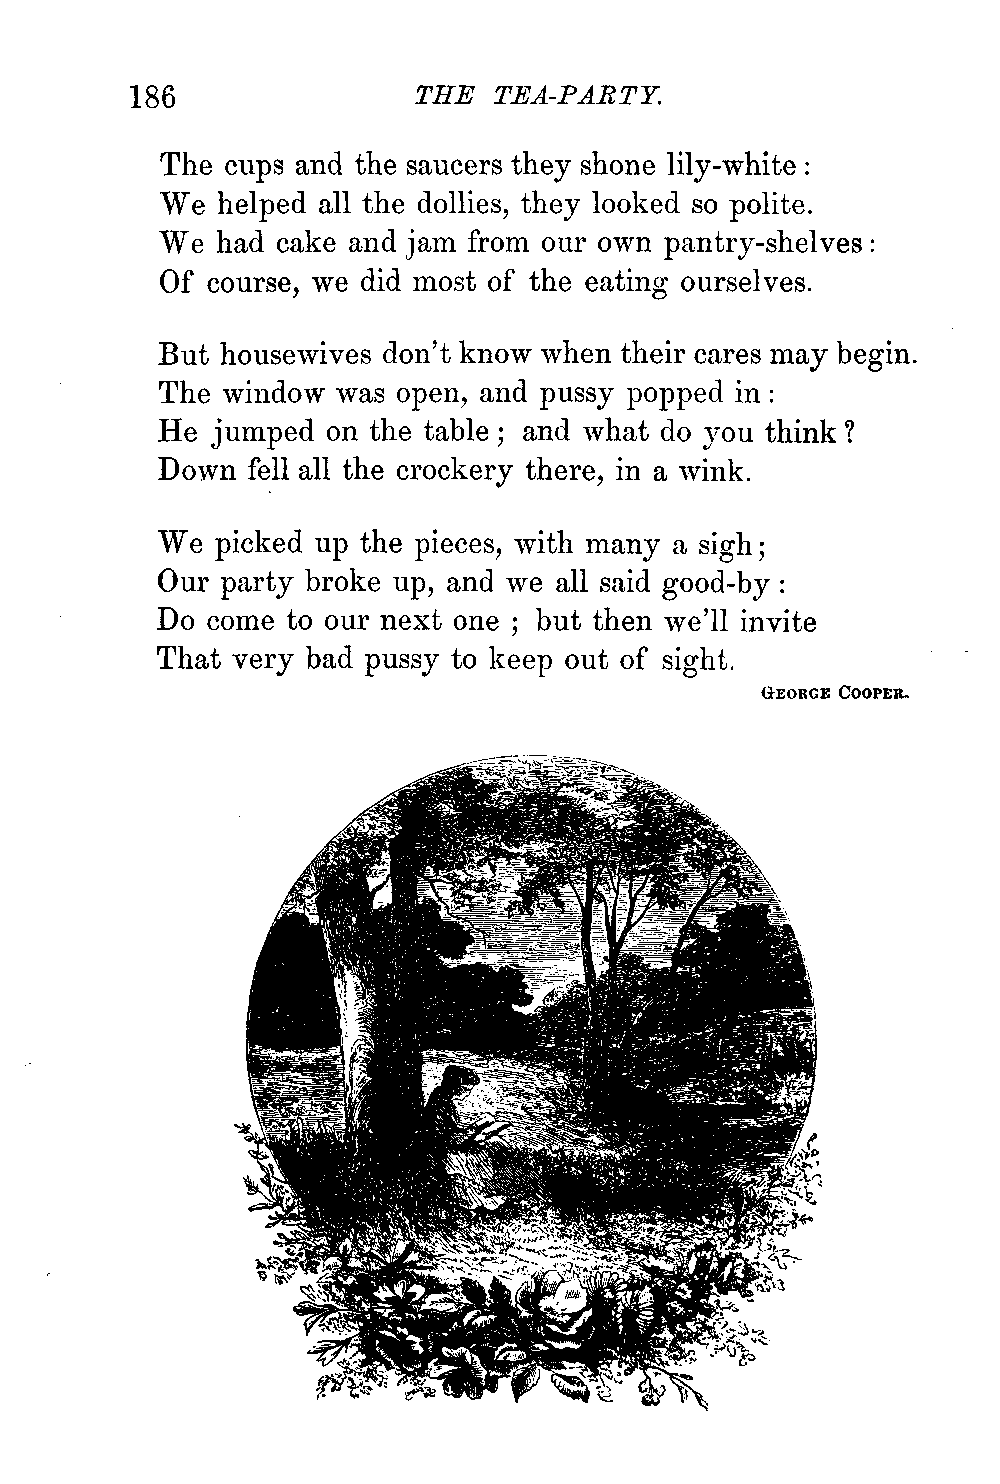 186 THE TEA-PARTY.
The cups and the saucers they shone lily-white :
We helped all the dollies, they looked so polite.
We had cake and jam from our own pantry-shelves :
Of course, we did most of the eating ourselves.
But housewives don't know when their cares may begin.
The window was open, and pussy popped in :
He jumped on the table ; and what do you think ?
Down fell all the crockery there, in a wink.
We picked up the pieces, with many a sigh ;
Our party broke up, and we all said good-by :
Do come to our next one ; but then we'll invite
That very bad pussy to keep out of sight.
GEORGE COOPER.